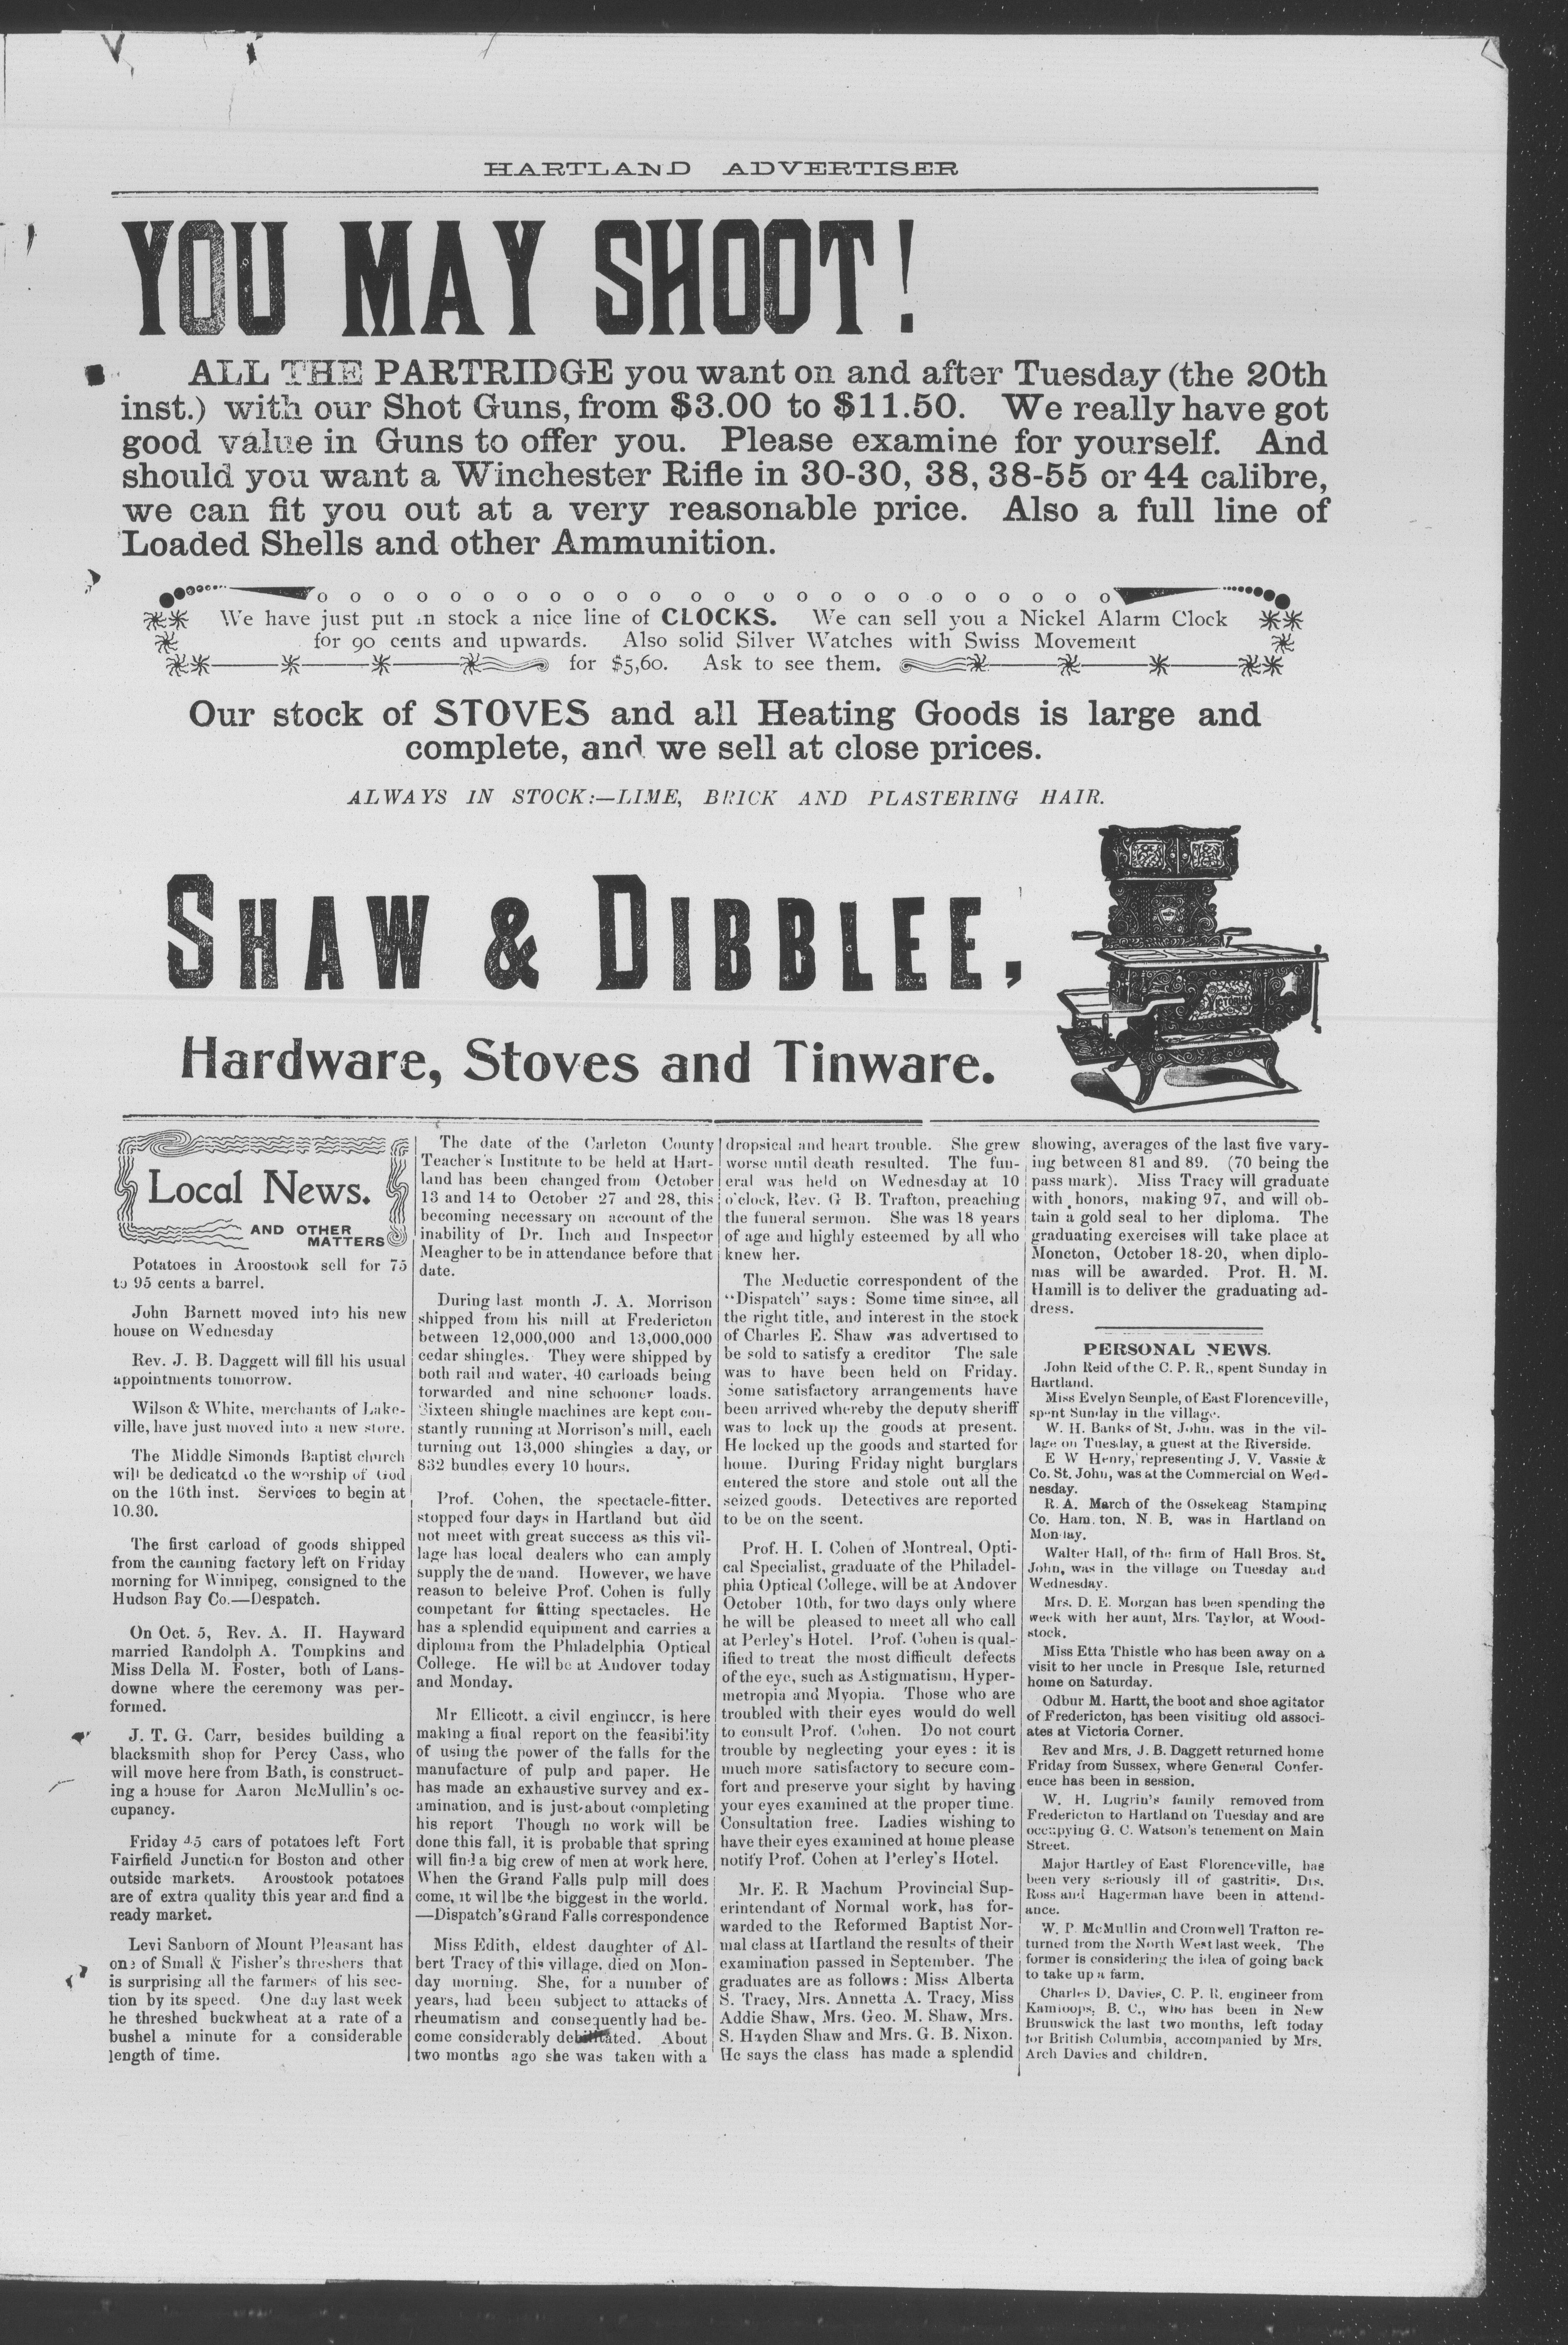 HARTLAND ADVERTISER
YOU MAY SHOOT!
ALL THE PARTRIDGE you want on and after Tuesday (the 20th
inst.) with our Shot Guns, from $3.00 to $11.50. We really have got
good value in Guns to offer you. Please examine for yourself. And
should you want a Winchester Rifle in 30-30, 38, 38-55 or 44 calibre,
we can fit you out at a very reasonable price. Also a full line of
Loaded Shells and other Ammunition.
We have just put in stock a nice line of CLOCKS. We can sell you a Nickel Alarm Clock
for 90 cents and upwards. Also solid Silver Watches with Swiss Movement
for $5,60. Ask to see them.
Our stock of STOVES and all Heating Goods is large and
complete, and we sell at close prices.
ALWAYS IN STOCK:—LIME, BRICK AND PLASTERING HAIR.
SHAW & DIBBLEE,
VICTORIAN
Hardware, Stoves and Tinware.
Local News.
AND OTHER
MATTERS
Potatoes in Aroostook sell for 75
to 95 cents a barrel.
John Barnett moved into his new
house on Wednesday
Rev. J. B. Daggett will fill his usual
appointments tomorrow.
Wilson & White, merchants of Lake-
ville, have just moved into a new store.
The Middle Simonds Baptist church
will be dedicated to the worship of God
on the 16th inst. Services to begin at
10.30.
The first carload of goods shipped
from the canning factory left on Friday
morning for Winnipeg, consigned to the
Hudson Bay Co.—Despatch.
On Oct. 5, Rev. A. H. Hayward
married Randolph A. Tompkins and
Miss Della M. Foster, both of Lans-
downe where the ceremony was per-
formed.
J. T. G. Carr, besides building a
blacksmith shop for Percy Cass, who
will move here from Bath, is construct-
ing a house for Aaron McMullin's oc-
cupancy.
Friday 45 cars of potatoes left Fort
Fairfield Junction for Boston and other
outside markets. Aroostook potatoes
are of extra quality this year and find a
ready market.
Levi Sanborn of Mount Pleasant has
one of Small & Fisher's threshers that
is surprising all the farmers of his sec-
tion by its speed. One day last week
he threshed buckwheat at a rate of a
bushel a minute for a considerable
length of time.
The date of the Carleton County
Teacher's Institute to be held at Hart-
land has been changed from October
13 and 14 to October 27 and 28, this
becoming necessary on account of the
inability of Dr. Inch and Inspector
Meagher to be in attendance before that
date.
During last month J. A. Morrison
shipped from his mill at Fredericton
between 12,000,000 and 13,000,000
cedar shingles. They were shipped by
both rail and water, 40 carloads being
forwarded and nine schooner loads.
Sixteen shingle machines are kept con-
stantly running at Morrison's mill, each
turning out 13,000 shingles a day, or
832 bundles every 10 hours.
Prof. Cohen, the spectacle-fitter,
stopped four days in Hartland but did
not meet with great success as this vil-
lage has local dealers who can amply
supply the demand. However, we have
reason to beleive Prof. Cohen is fully
competant for fitting spectacles. He
has a splendid equipment and carries a
diploma from the Philadelphia Optical
College. He will be at Andover today
and Monday.
Mr Ellicott, a civil engineer, is here
making a final report on the feasibility
of using the power of the falls for the
manufacture of pulp and paper. He
has made an exhaustive survey and ex-
amination, and is just about completing
his report Though no work will be
done this fall, it is probable that spring
will find a big crew of men at work here.
When the Grand Falls pulp mill does
come, it will be the biggest in the world.
—Dispatch's Grand Falls correspondence
Miss Edith, eldest daughter of Al-
bert Tracy of this village, died on Mon-
day morning. She, for a number of
years, had been subject to attacks of
rheumatism and consequently had be-
come considerably debilitated. About
two months ago she was taken with a
dropsical and heart trouble. She grew
worse until death resulted. The fun-
eral was held on Wednesday at 10
o'clock, Rev. G B. Trafton, preaching
the funeral sermon. She was 18 years
of age and highly esteemed by all who
knew her.
The Meductic correspondent of the
"Dispatch" says: Some time since, all
the right title, and interest in the stock
of Charles E. Shaw was advertised to
be sold to satisfy a creditor The sale
was to have been held on Friday.
Some satisfactory arrangements have
been arrived whereby the deputy sheriff
was to lock up the goods at present.
He locked up the goods and started for
home. During Friday night burglars
entered the store and stole out all the
seized goods. Detectives are reported
to be on the scent.
Prof. H. I. Cohen of Montreal, Opti-
cal Specialist, graduate of the Philadel-
phia Optical College, will be at Andover
October 10th, for two days only where
he will be pleased to meet all who call
at Perley's Hotel. Prof. Cohen is qual-
ified to treat the most difficult defects
of the eye, such as Astigmatism, Hyper-
metropia and Myopia. Those who are
troubled with their eyes would do well
to consult Prof. Cohen. Do not court
trouble by neglecting your eyes: it is
much more satisfactory to secure com-
fort and preserve your sight by having
your eyes examined at the proper time.
Consultation free. Ladies wishing to
have their eyes examined at home please
notify Prof. Cohen at Perley's Hotel.
Mr. E. R Machum Provincial Sup-
erintendant of Normal work, has for-
warded to the Reformed Baptist Nor-
mal class at Hartland the results of their
examination passed in September. The
graduates are as follows: Miss Alberta
S. Tracy, Mrs. Annetta A. Tracy, Miss
Addie Shaw, Mrs. Geo. M. Shaw, Mrs.
S. Hayden Shaw and Mrs. G. B. Nixon.
He says the class has made a splendid
showing, averages of the last five vary-
ing between 81 and 89. (70 being the
pass mark). Miss Tracy will graduate
with honors, making 97, and will ob-
tain a gold seal to her diploma. The
graduating exercises will take place at
Moncton, October 18-20, when diplo-
mas will be awarded. Prof. H. M.
Hamill is to deliver the graduating ad-
dress.
PERSONAL NEWS.
John Reid of the C. P. R., spent Sunday in
Hartland.
Miss Evelyn Semple, of East Florenceville,
spent Sunday in the village.
W. H. Banks of St. John, was in the vil-
lage on Tuesday, a guest at the Riverside.
E W Henry, representing J. V. Vassie &
Co. St. John, was at the Commercial on Wed-
nesday.
R. A. March of the Ossekeag Stamping
Co. Ham. ton, N. B. was in Hartland on
Monday.
Walter Hall, of the firm of Hall Bros. St.
John, was in the village on Tuesday and
Wednesday.
Mrs. D. E. Morgan has been spending the
week with her aunt, Mrs. Taylor, at Wood-
stock.
Miss Etta Thistle who has been away on a
visit to her uncle in Presque Isle, returned
home on Saturday.
Odbur M. Hartt, the boot and shoe agitator
of Fredericton, has been visiting old associ-
ates at Victoria Corner.
Rev and Mrs. J. B. Daggett returned home
Friday from Sussex, where General Confer-
ence has been in session.
W. H. Lugrin's family removed from
Fredericton to Hartland on Tuesday and are
occupying G. C. Watson's tenement on Main
Street.
Major Hartley of East Florenceville, has
been very seriously ill of gastritis. Drs.
Ross and Hagerman have been in attend-
ance.
W. P McMullin and Cromwell Trafton re-
turned from the North West last week. The
former is considering the idea of going back
to take up a farm.
Charles D. Davies, C. P. R. engineer from
Kamloops, B. C., who has been in New
Brunswick the last two months, left today
for British Columbia, accompanied by Mrs.
Arch Davies and children.